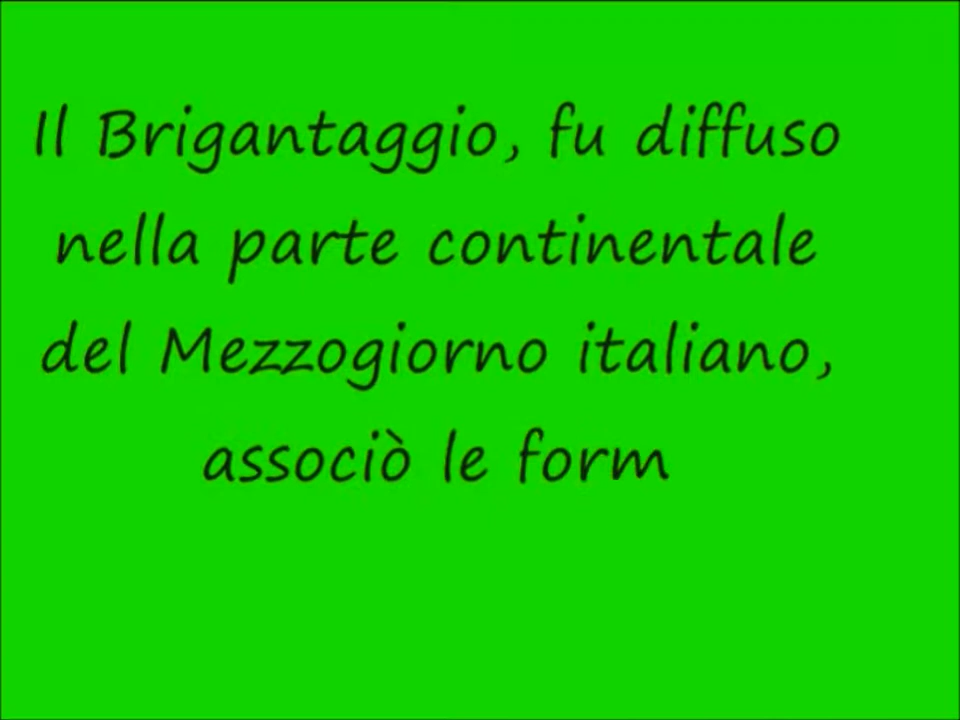 Il Brigantaggio, fu diffuso
nella parte continentale
del Mezzogiorno italiano,
associò le form